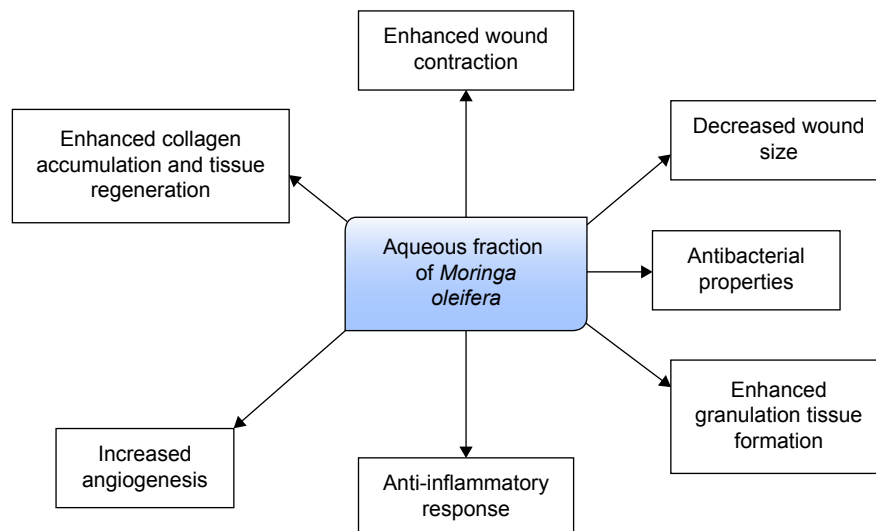 Enhanced wound
contraction
Enhanced collagen
accumulation and tissue
regeneration
Decreased wound
size
Aqueous fraction
of Moringa
oleifera
Antibacterial
properties
Enhanced
granulation tissue
formation
Increased
angiogenesis
Anti-inflammatory
response